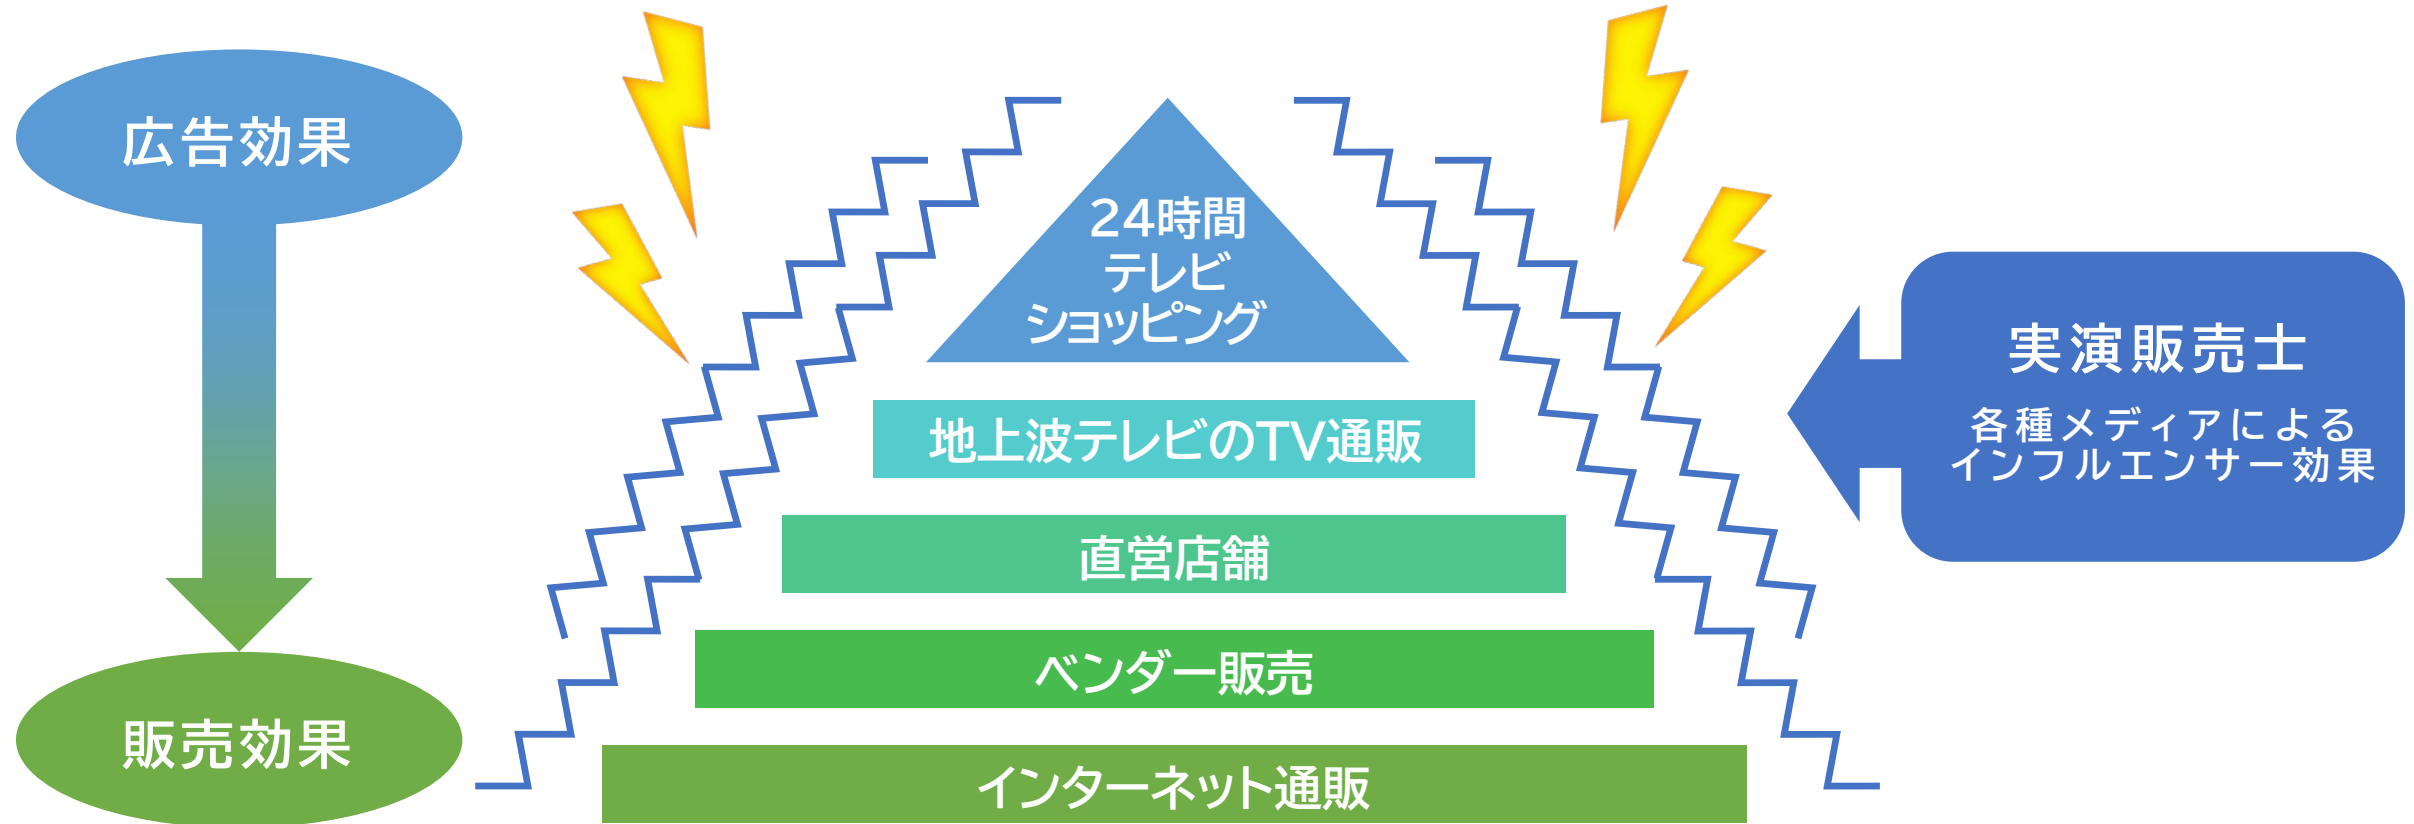 広告効果
販売効果
24時間
テレビ
ショッピング
地上波テレビのTV通販
直営店舗
ベンダー販売
インターネット通販
実演販売士
各種メディアによる
インフルエンサー効果